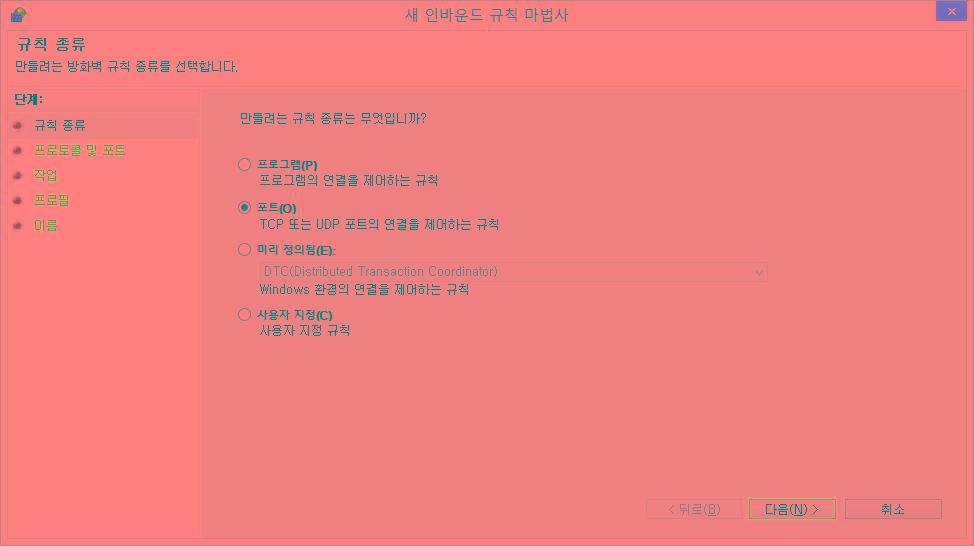 새 인바운드 규칙 마법사
규칙 종류
만들려는 방화벽 규칙 종류를 선택합니다.
단계:
규칙 종류
프로토콜 및 포트
작업
프로필
이름
만들려는 규칙 종류는 무엇입니까?
프로그램(P)
프로그램의 연결을 제어하는 규칙
포트(O)
TCP 또는 UDP 포트의 연결을 제어하는 규칙
미리 정의됨(E):
DTC(Distributed Transaction Coordinator)
Windows 환경의 연결을 제어하는 규칙
사용자 지정(C)
사용자 지정 규칙
< 뒤로(B) 다음(N) > 취소